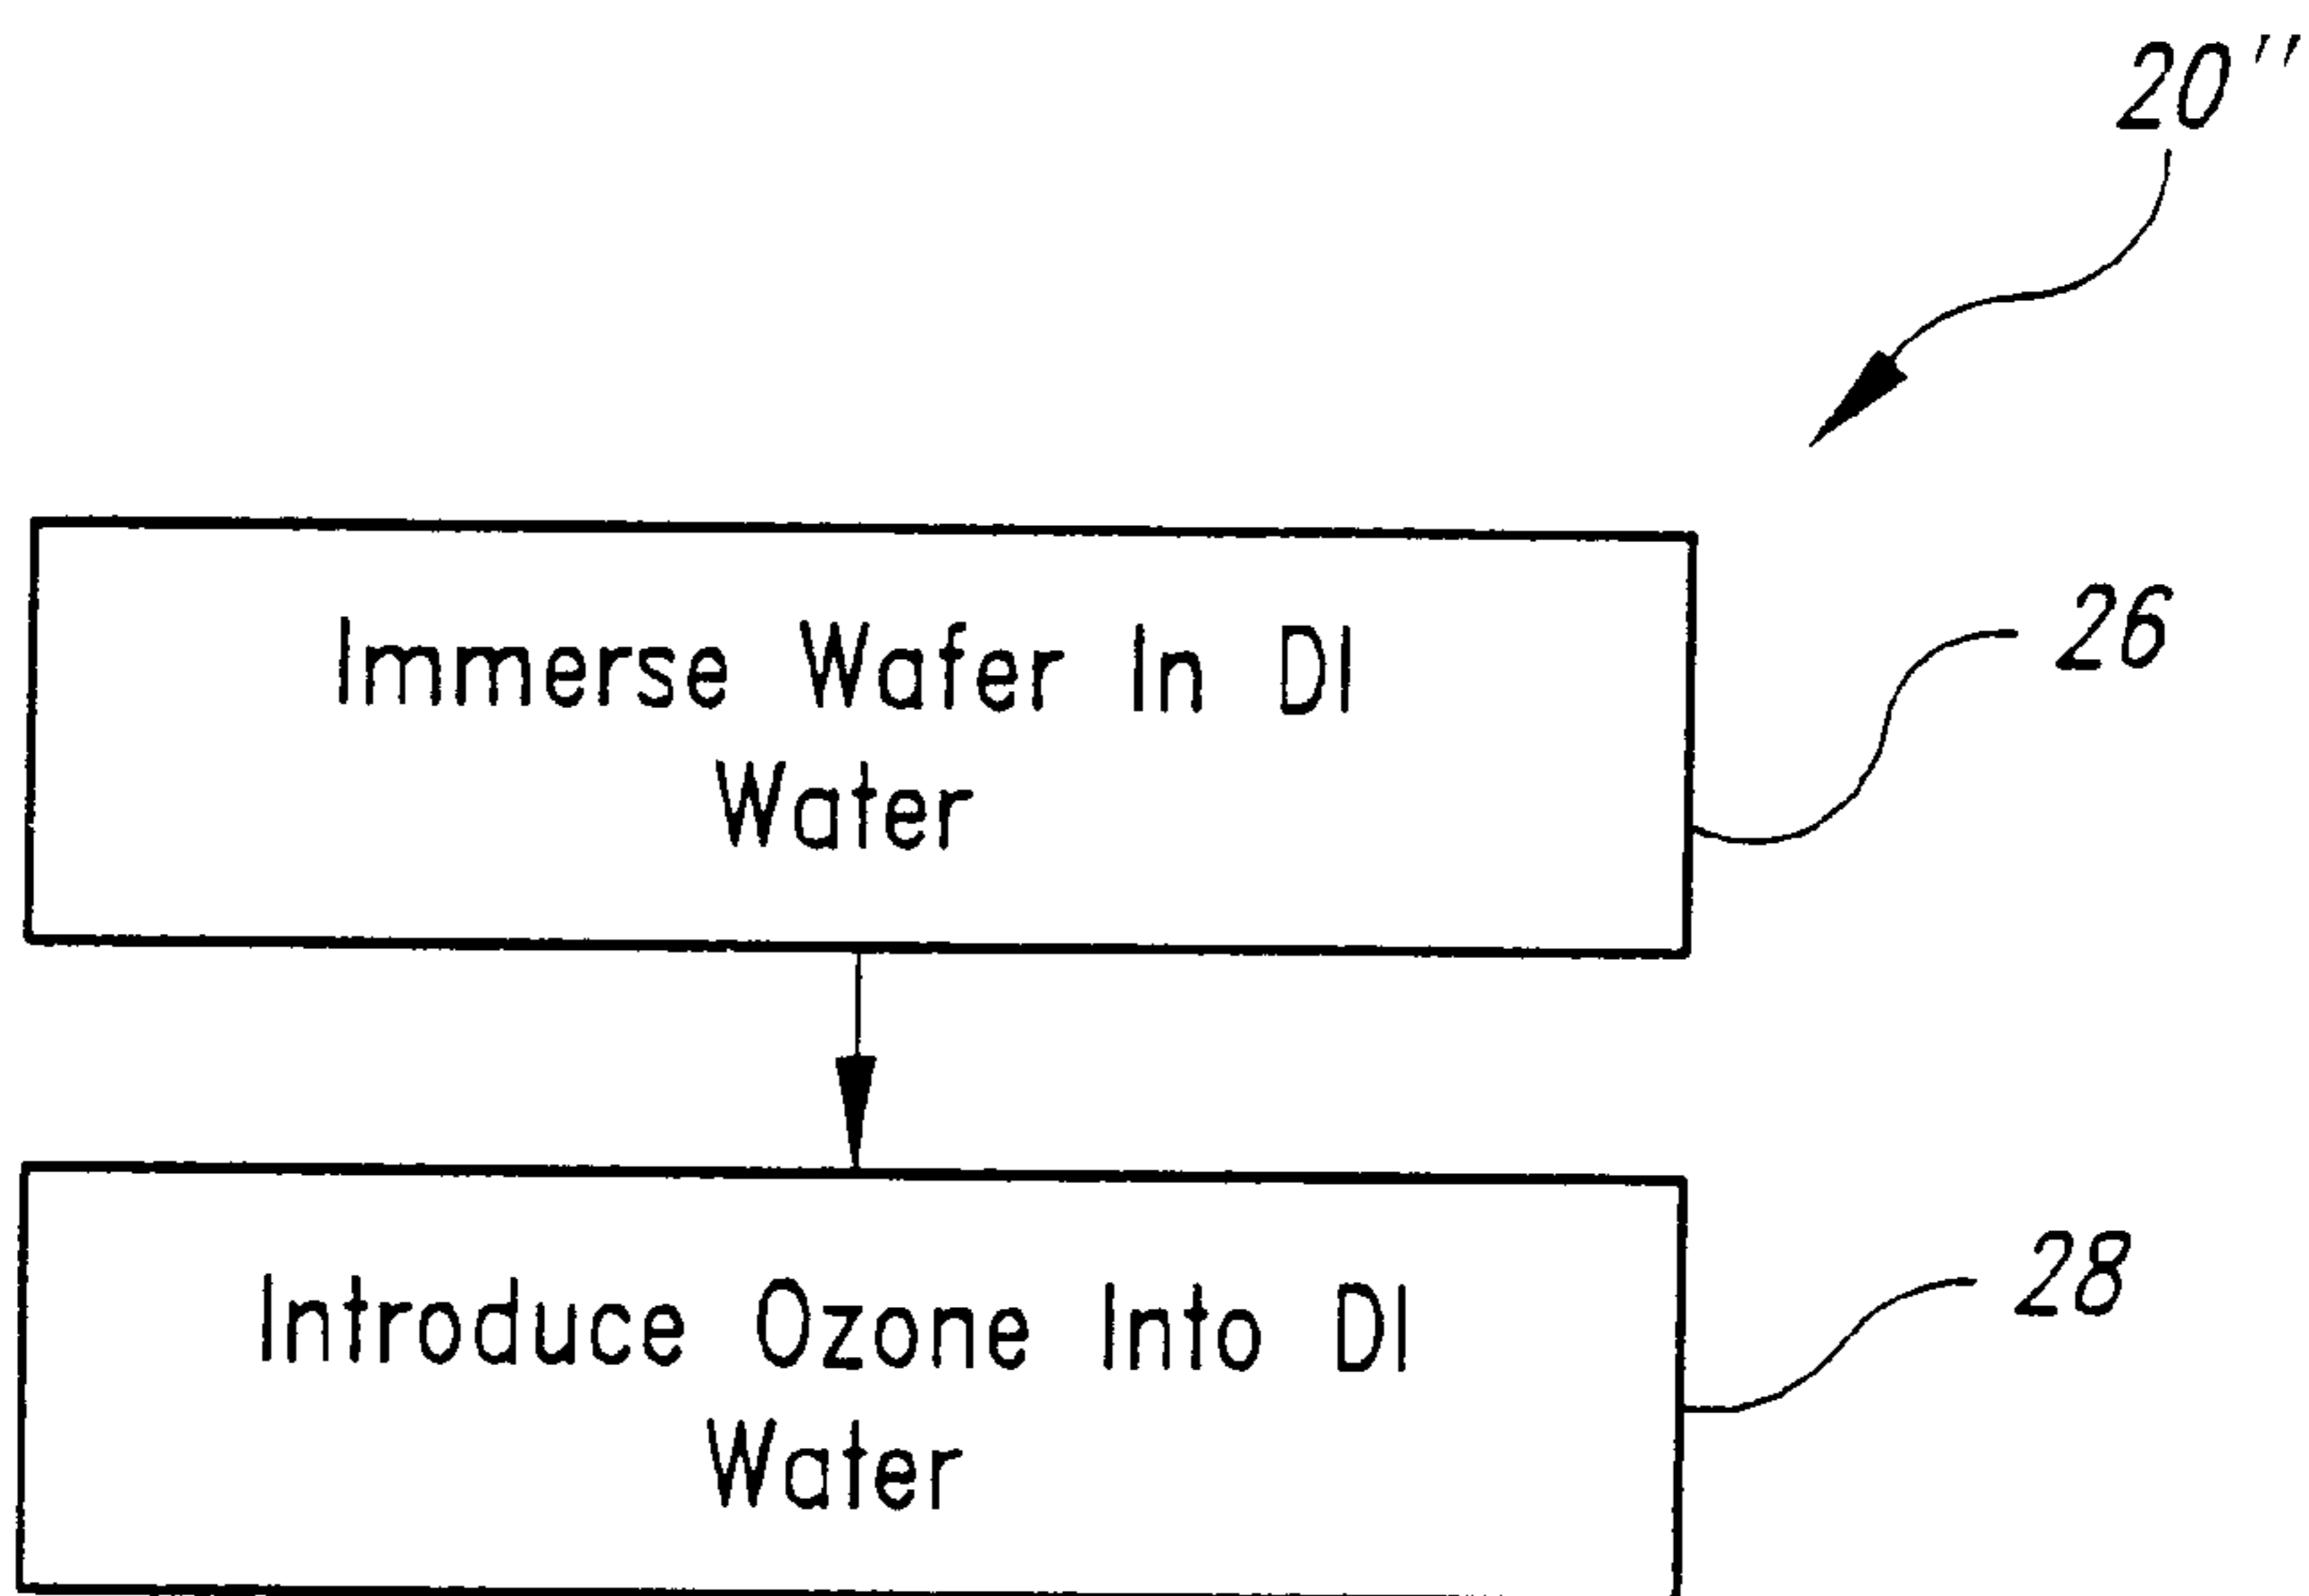 20''
Immerse Wafer In DI
Water
26
Introduce Ozone Into DI
Water
28